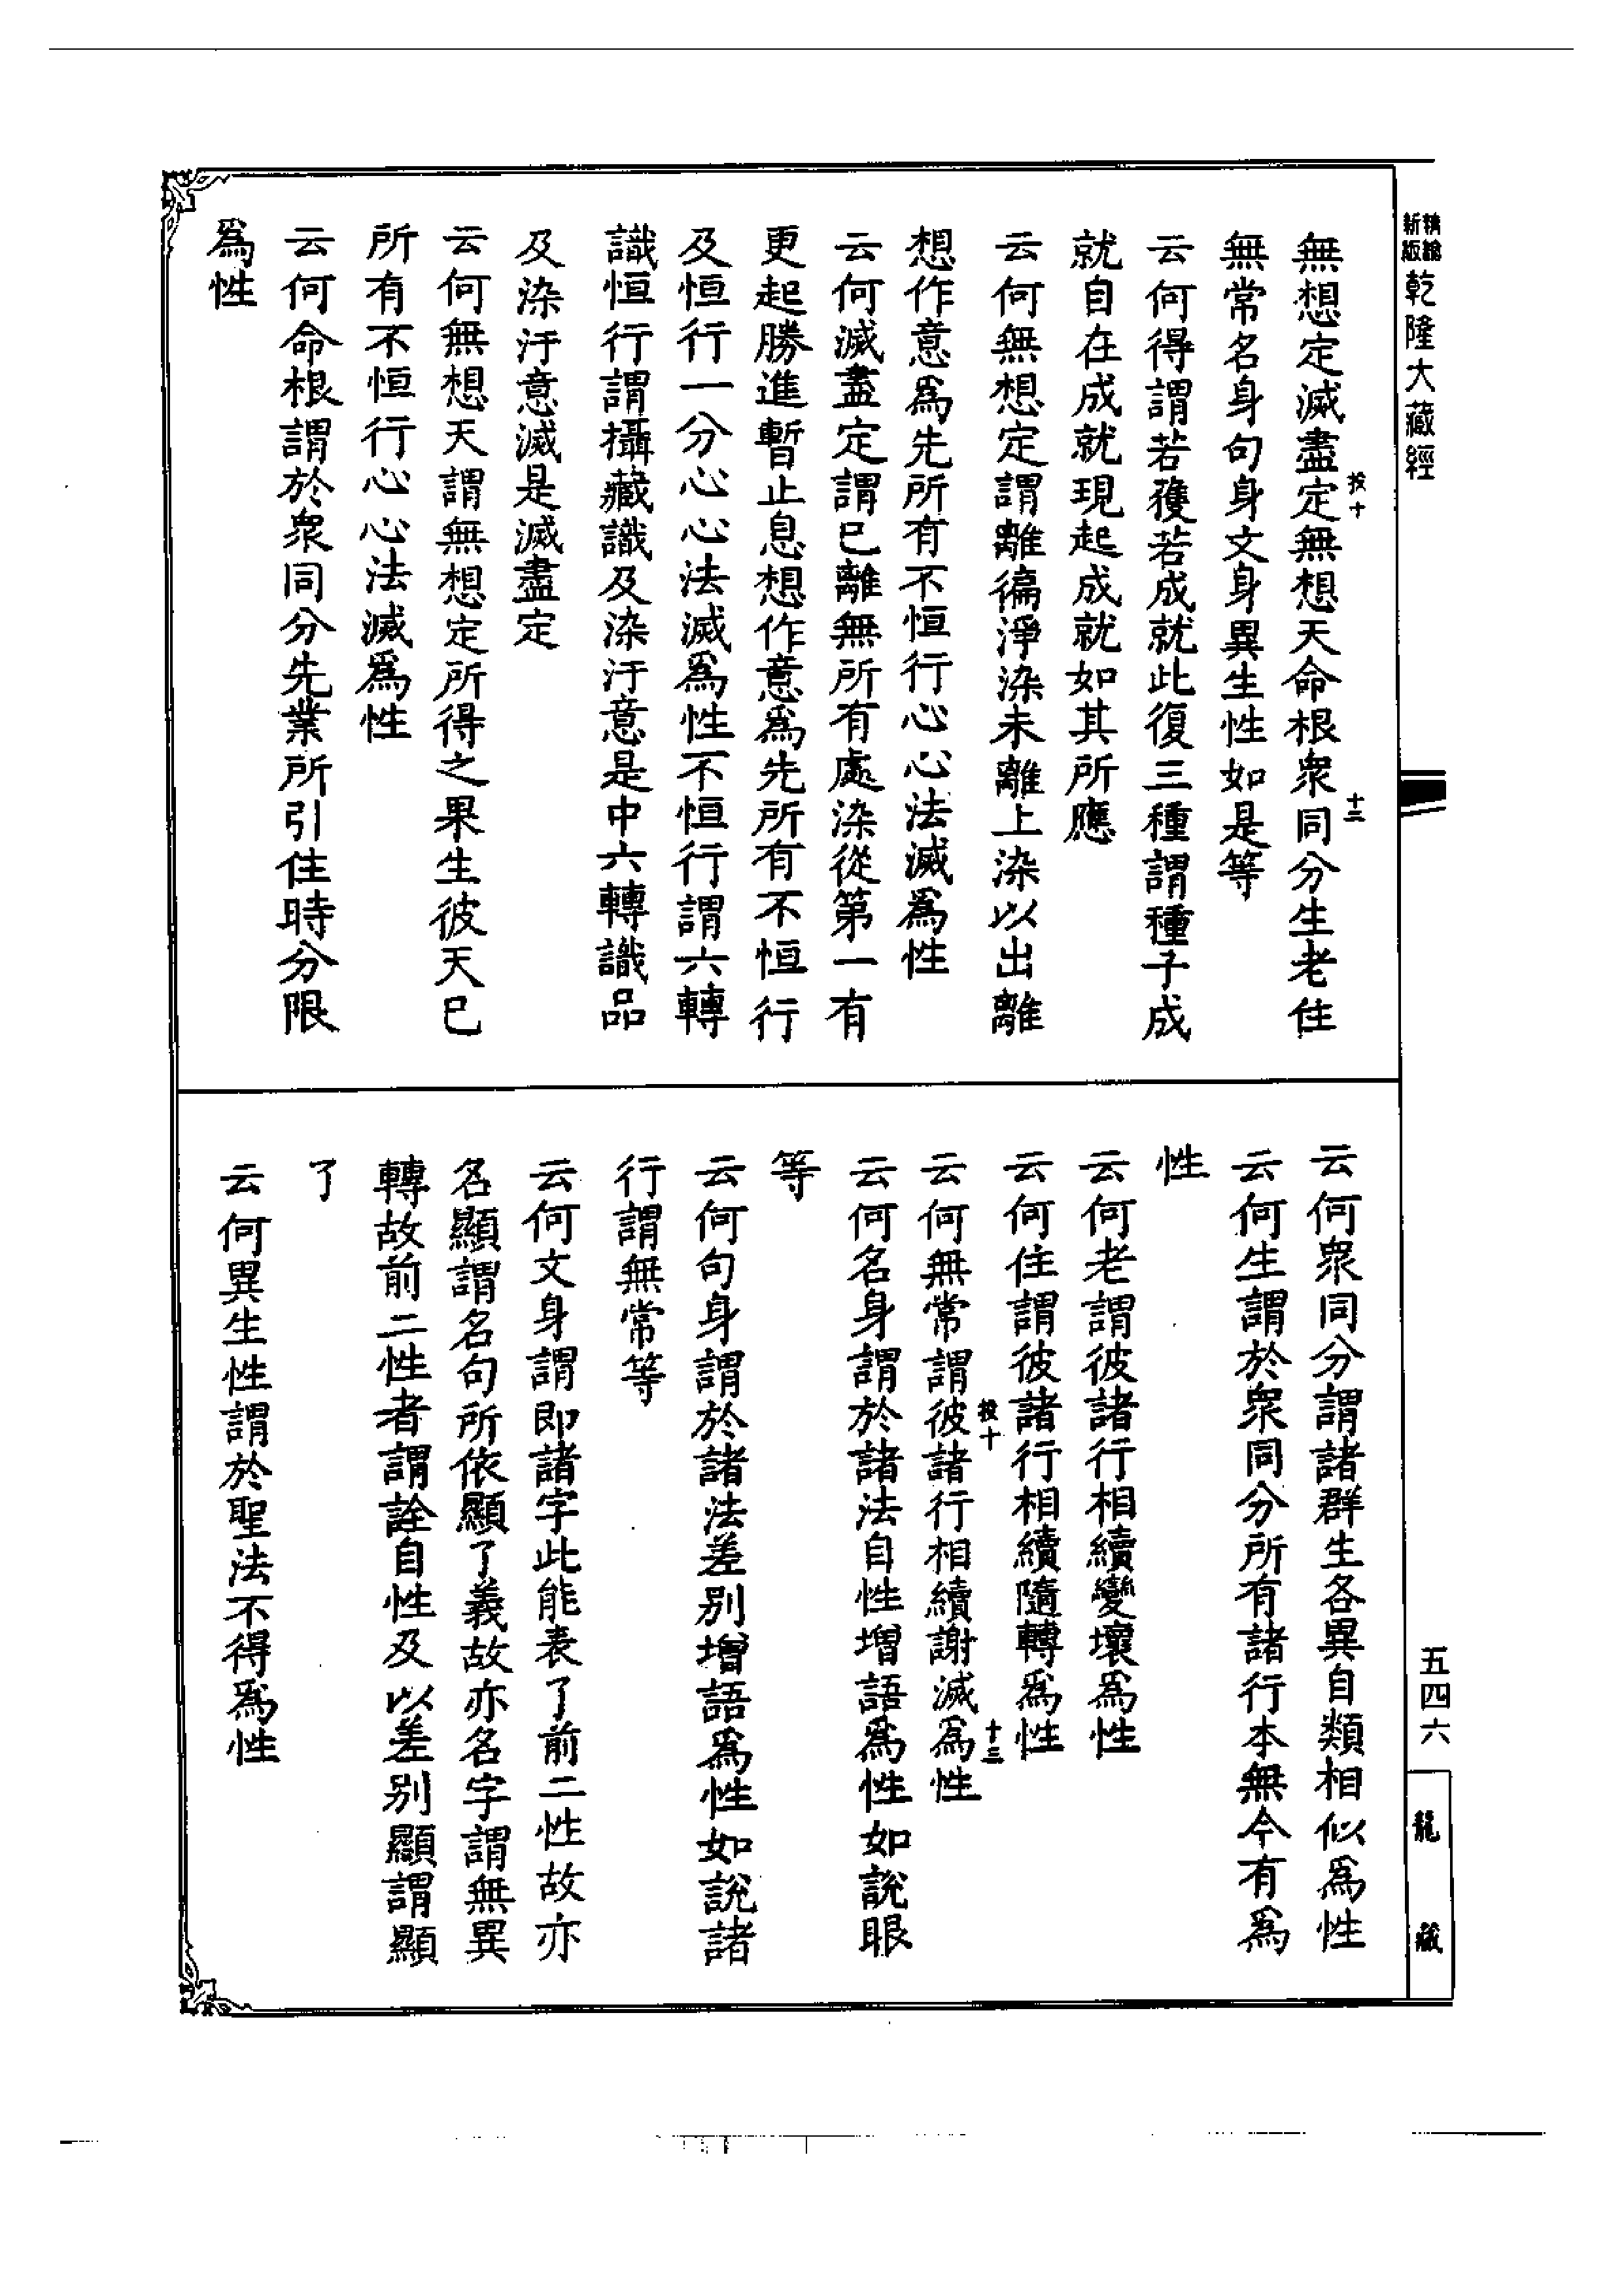 精繪
新版
乾隆大藏經
無想定滅盡定無想天命根衆同分生老住
無常名身句身文身異生性如是等
云何得謂若獲若成就此復三種謂種子成
就自在成就現起成就如其所應
云何無想定謂離徧淨染未離上染以出離
想作意爲先所有不恒行心心法滅爲性
云何滅盡定謂已離無所有處染從第一有
更起勝進暫止息想作意爲先所有不恒行
及恒行一分心心法滅爲性不恒行謂六轉
識恒行謂攝藏識及染汙意是中六轉識品
及染汙意滅是滅盡定
云何無想天謂無想定所得之果生彼天已
所有不恒行心心法滅爲性
云何命根謂於衆同分先業所引住時分限
爲性
投十
十三
云何衆同分謂諸群生各異自類相似爲性
云何生謂於衆同分所有諸行本無今有爲
性
云何老謂彼諸行相續變壞爲性
云何住謂彼諸行相續隨轉爲性
云何無常謂彼諸行相續謝滅爲性
云何名身謂於諸法自性增語爲性如說眼
等
云何句身謂於諸法差別增語爲性如說諸
行謂無常等
云何文身謂即諸字此能表了前二性故亦
名顯謂名句所依顯了義故亦名字謂無異
轉故前二性者謂詮自性及以差別顯謂顯
了
云何異生性謂於聖法不得爲性
投十
十三
五四六
龍藏